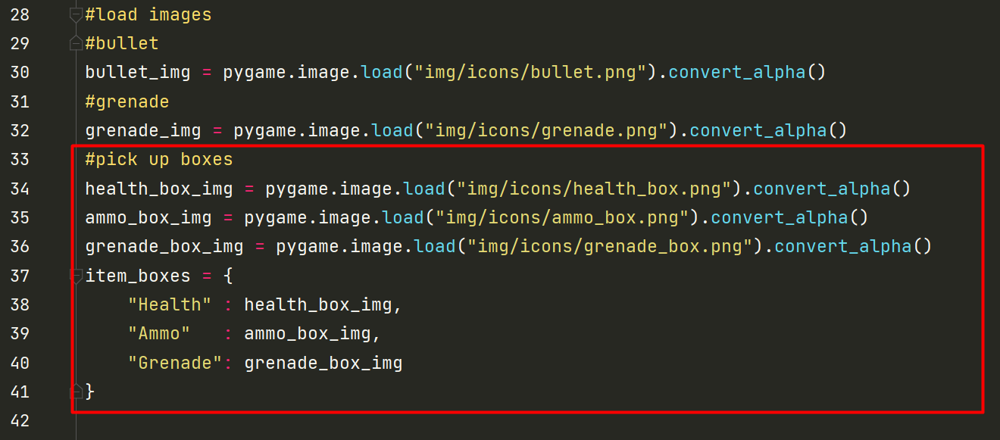 28 #load images
29 #bullet
30 bullet_img = pygame.image.load("img/icons/bullet.png").convert_alpha()
31 #grenade
32 grenade_img = pygame.image.load("img/icons/grenade.png").convert_alpha()
33 #pick up boxes
34 health_box_img = pygame.image.load("img/icons/health_box.png").convert_alpha()
35 ammo_box_img = pygame.image.load("img/icons/ammo_box.png").convert_alpha()
36 grenade_box_img = pygame.image.load("img/icons/grenade_box.png").convert_alpha()
37 item_boxes = {
38     "Health" : health_box_img,
39     "Ammo"   : ammo_box_img,
40     "Grenade": grenade_box_img
41 }
42